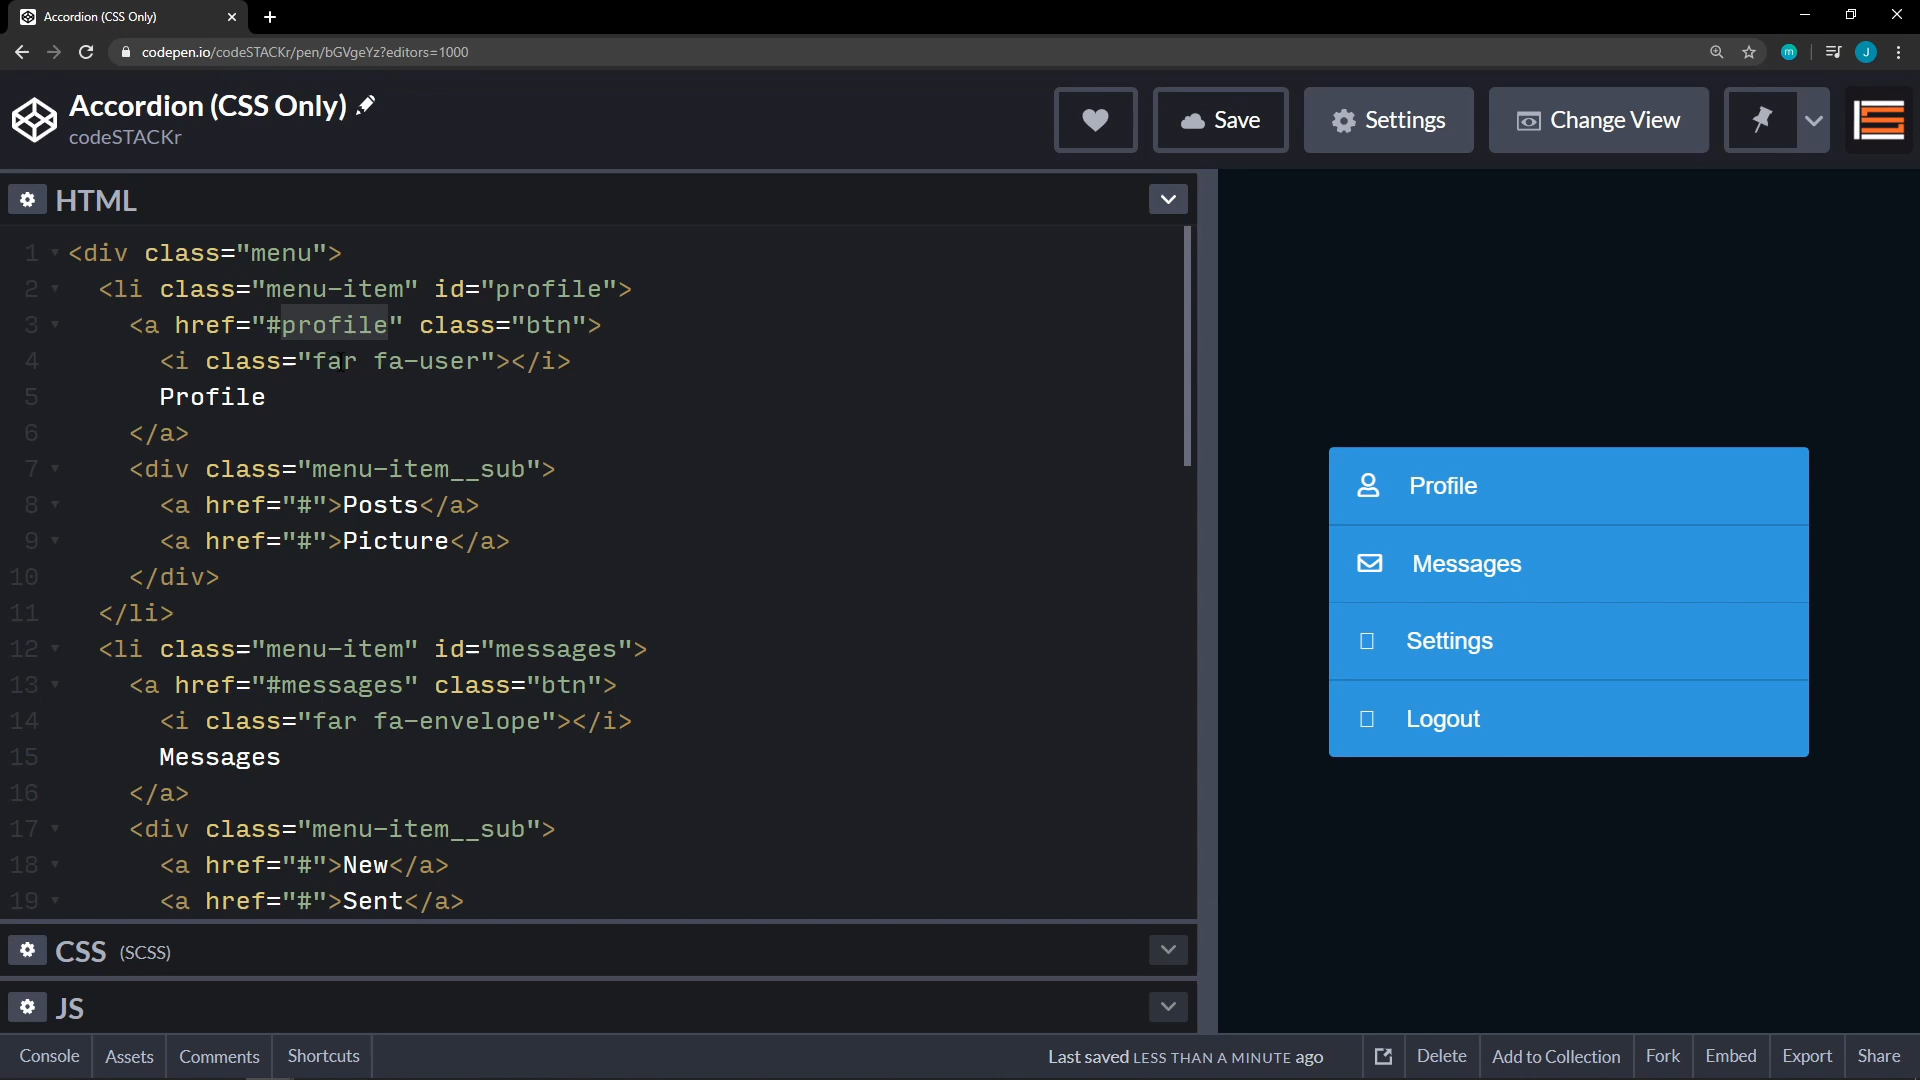 Accordion (CSS Only)
codepen.io/codeSTACKr/pen/bGVgeYz?editors=1000
m
J
Accordion (CSS Only)
codeSTACKr
Save
Settings
Change View
HTML
1 <div class="menu">
2 <li class="menu-item" id="profile">
3 <a href="#profile" class="btn">
4 <i class="far fa-user"></i>
5 Profile
6 </a>
7 <div class="menu-item__sub">
8 <a href="#">Posts</a>
9 <a href="#">Picture</a>
10 </div>
11 </li>
12 <li class="menu-item" id="messages">
13 <a href="#messages" class="btn">
14 <i class="far fa-envelope"></i>
15 Messages
16 </a>
17 <div class="menu-item__sub">
18 <a href="#">New</a>
19 <a href="#">Sent</a>
Profile
Messages
Settings
Logout
CSS (SCSS)
JS
Console Assets Comments Shortcuts Last saved LESS THAN A MINUTE ago Delete Add to Collection Fork Embed Export Share